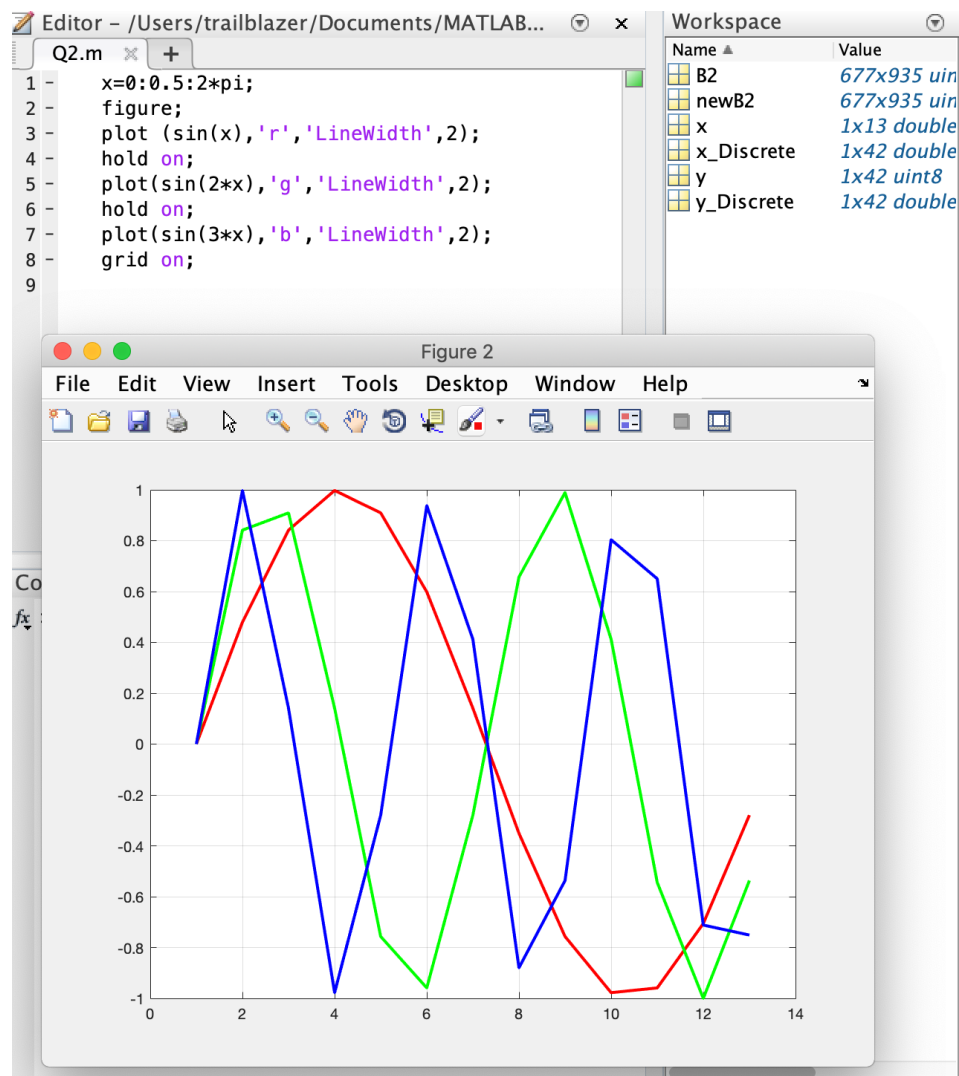 Editor – /Users/trailblazer/Documents/MATLAB...
Q2.m
1 – x=0:0.5:2*pi;
2 – figure;
3 – plot (sin(x),'r','LineWidth',2);
4 – hold on;
5 – plot(sin(2*x),'g','LineWidth',2);
6 – hold on;
7 – plot(sin(3*x),'b','LineWidth',2);
8 – grid on;
9
Workspace
Name Value
B2 677x935 uin
newB2 677x935 uin
x 1x13 double
x_Discrete 1x42 double
y 1x42 uint8
y_Discrete 1x42 double
Co
fx
Figure 2
File Edit View Insert Tools Desktop Window Help
1
0.8
0.6
0.4
0.2
0
-0.2
-0.4
-0.6
-0.8
-1
0 2 4 6 8 10 12 14